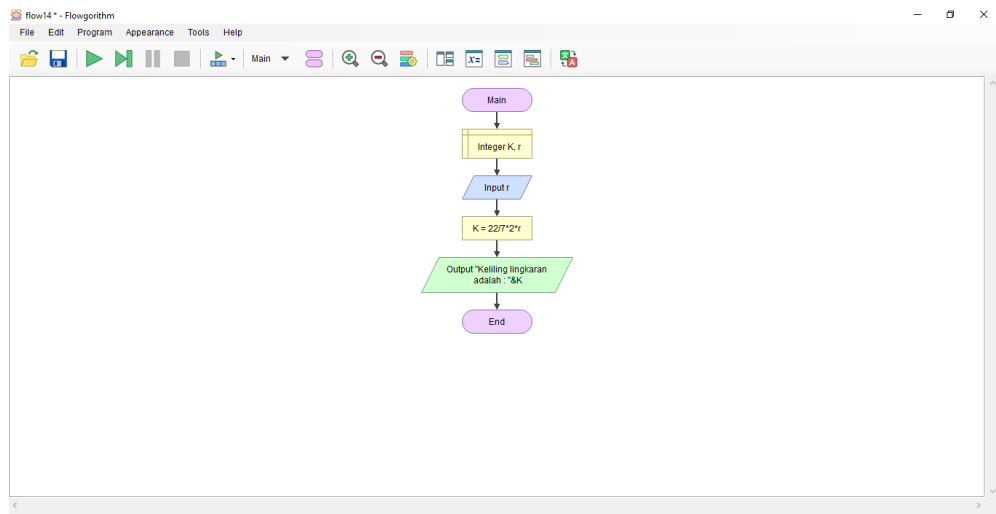 flow14 * - Flowgorithm
File Edit Program Appearance Tools Help
Main
x=
Main
Integer K, r
Input r
K = 22/7*2*r
Output "Keliling lingkaran
adalah : "&K
End